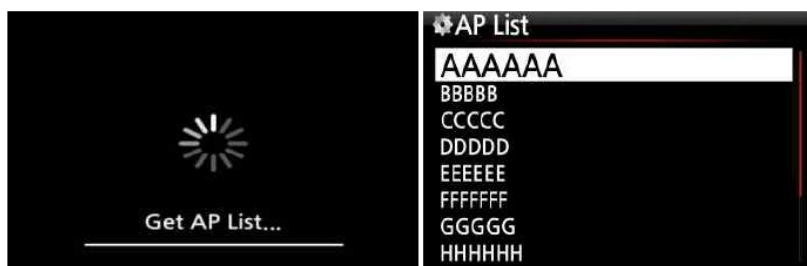 Get AP List...
AP List
AAAAAA
BBBBB
CCCCC
DDDDD
EEEEEE
FFFFFFF
GGGGG
HHHHHH